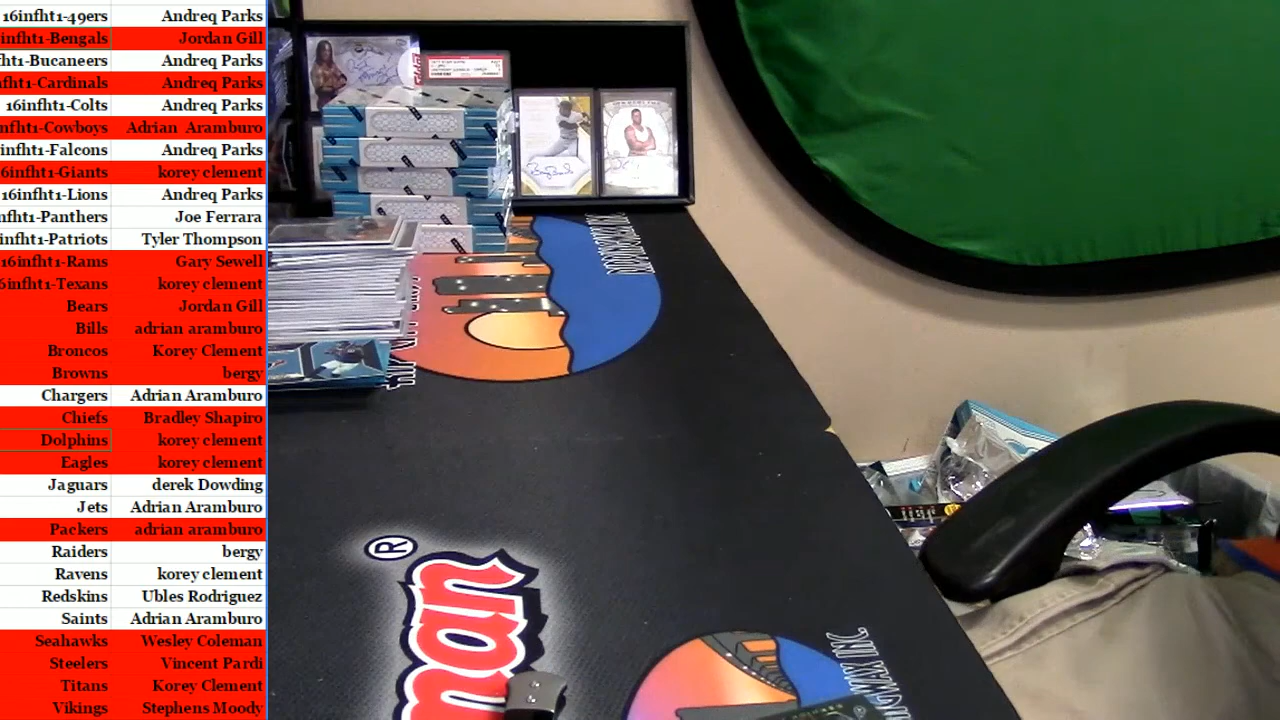 16infht1-49ers Andreq Parks
infht1-Bengals Jordan Gill
fht1-Bucaneers Andreq Parks
nfht1-Cardinals Andreq Parks
16infht1-Colts Andreq Parks
nfht1-Cowboys Adrian Aramburo
infht1-Falcons Andreq Parks
6infht1-Giants korey clement
16infht1-Lions Andreq Parks
nfht1-Panthers Joe Ferrara
infht1-Patriots Tyler Thompson
16infht1-Rams Gary Sewell
6infht1-Texans korey clement
Bears Jordan Gill
Bills adrian aramburo
Broncos Korey Clement
Browns bergy
Chargers Adrian Aramburo
Chiefs Bradley Shapiro
Dolphins korey clement
Eagles korey clement
Jaguars derek Dowding
Jets Adrian Aramburo
Packers adrian aramburo
Raiders bergy
Ravens korey clement
Redskins Ubles Rodriguez
Saints Adrian Aramburo
Seahawks Wesley Coleman
Steelers Vincent Pardi
Titans Korey Clement
Vikings Stephens Moody
man ®